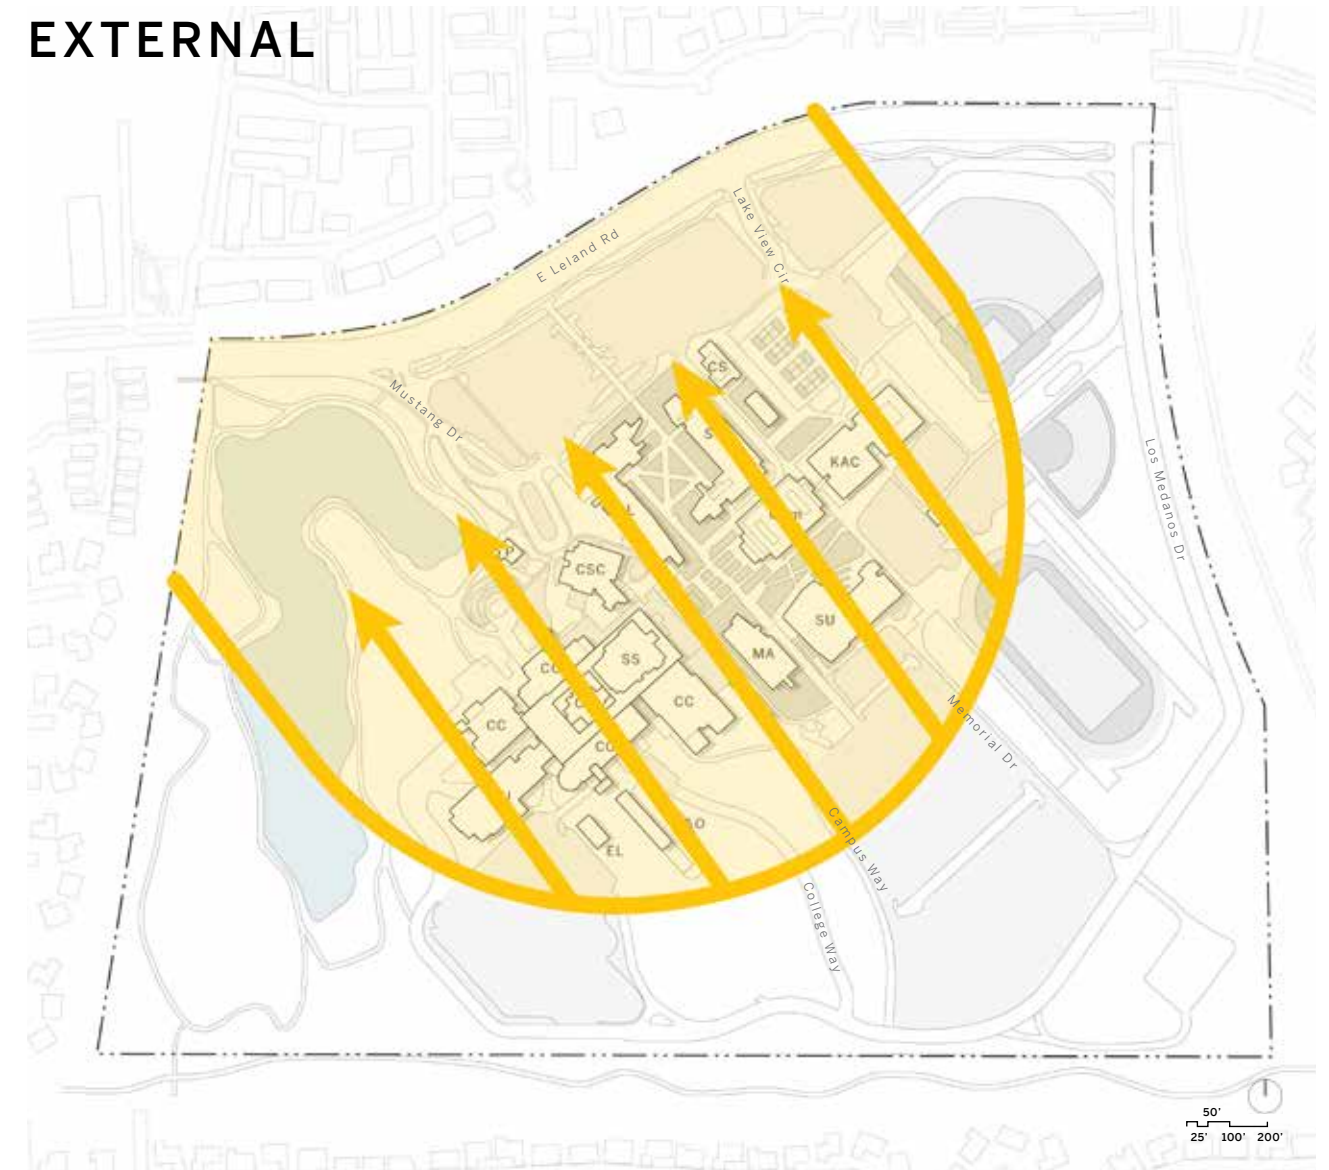 EXTERNAL
Lake View Cir
E Leland Rd
Mustang Dr
CS
KAC
Los Medanos Dr
CSC
SU
MA
SS
CC
CC
Memorial Dr
EL
Campus Way
College Way
50'
25' 100' 200'